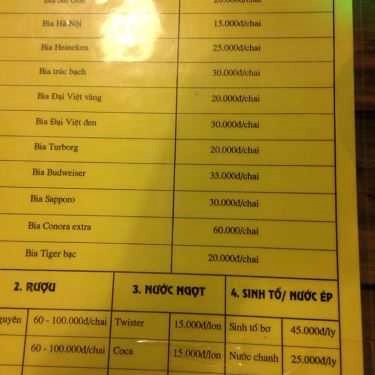 20.000đ/chai
Bia Hà Nội 15.000đ/chai
Bia Heineken 25.000đ/chai
Bia trúc bạch 30.000đ/chai
Bia Đại Việt vàng 20.000đ/chai
Bia Đại Việt đen 30.000đ/chai
Bia Turborg 20.000đ/chai
Bia Budweiser 35.000đ/chai
Bia Sapporo 30.000đ/chai
Bia Conora extra 60.000/chai
Bia Tiger bạc 20.000đ/chai
2. RƯỢU 3. NƯỚC NGỌT 4. SINH TỐ/ NƯỚC ÉP
60 - 100.000đ/chai Twister 15.000đ/lon Sinh tố bơ 45.000đ/ly
60 - 100.000đ/chai Coca 15.000đ/lon Nước chanh 25.000đ/ly